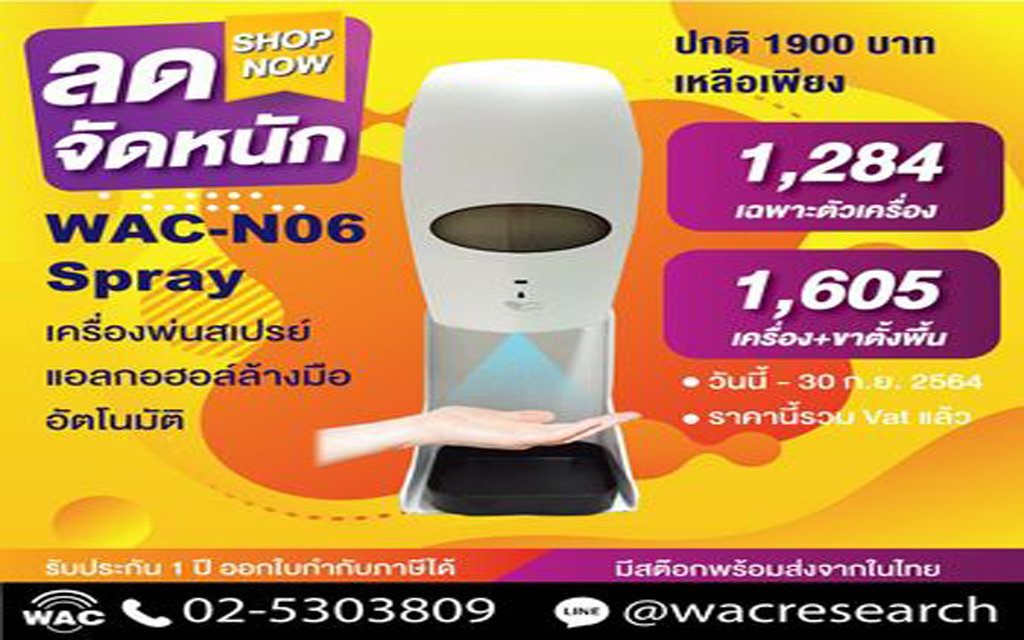 ลด
SHOP
NOW
จัดหนัก
WAC-N06
Spray
เครื่องพ่นสเปรย์
แอลกอฮอล์ล้างมือ
อัตโนมัติ
ปกติ 1900 บาท
เหลือเพียง
1,284
เฉพาะตัวเครื่อง
1,605
เครื่อง+ขาตั้งพื้น
• วันนี้ - 30 ก.ย. 2564
• ราคานี้รวม Vat แล้ว
รับประกัน 1 ปี ออกใบกำกับภาษีได้
มีสต๊อกพร้อมส่งจากในไทย
WAC 02-5303809
LINE @wacresearch